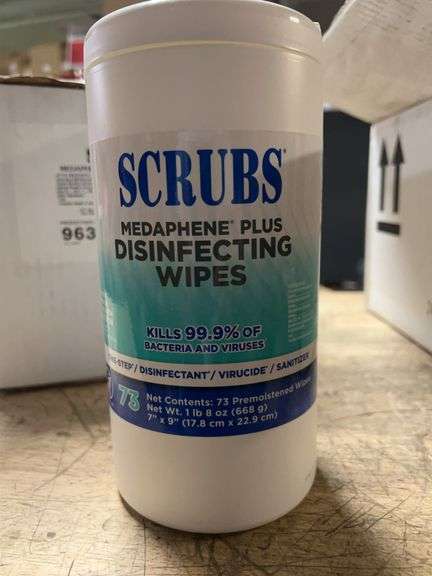 SCRUBS®
MEDAPHENE® PLUS
DISINFECTING
WIPES
KILLS 99.9% OF
BACTERIA AND VIRUSES
-STEP / DISINFECTANT / VIRUCIDE / SANITIZER
73
Net Contents: 73 Premoistened Wipes
Net Wt. 1 lb 8 oz (668 g)
7" x 9" (17.8 cm x 22.9 cm)
963